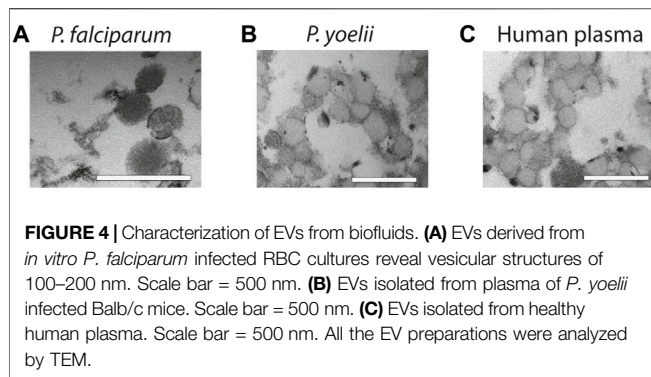 A P. falciparum B P. yoelii C Human plasma
FIGURE 4 | Characterization of EVs from biofluids. (A) EVs derived from
in vitro P. falciparum infected RBC cultures reveal vesicular structures of
100–200 nm. Scale bar = 500 nm. (B) EVs isolated from plasma of P. yoelii
infected Balb/c mice. Scale bar = 500 nm. (C) EVs isolated from healthy
human plasma. Scale bar = 500 nm. All the EV preparations were analyzed
by TEM.